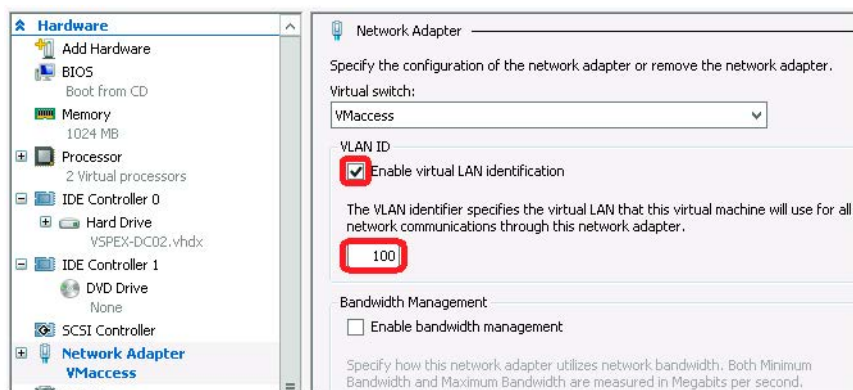 Hardware
Add Hardware
BIOS
Boot from CD
Memory
1024 MB
Processor
2 Virtual processors
IDE Controller 0
Hard Drive
VSPEX-DC02.vhdx
IDE Controller 1
DVD Drive
None
SCSI Controller
Network Adapter
VMaccess
Network Adapter
Specify the configuration of the network adapter or remove the network adapter.
Virtual switch:
VMaccess
VLAN ID
Enable virtual LAN identification
The VLAN identifier specifies the virtual LAN that this virtual machine will use for all
network communications through this network adapter.
100
Bandwidth Management
Enable bandwidth management
Specify how this network adapter utilizes network bandwidth. Both Minimum
Bandwidth and Maximum Bandwidth are measured in Megabits per second.